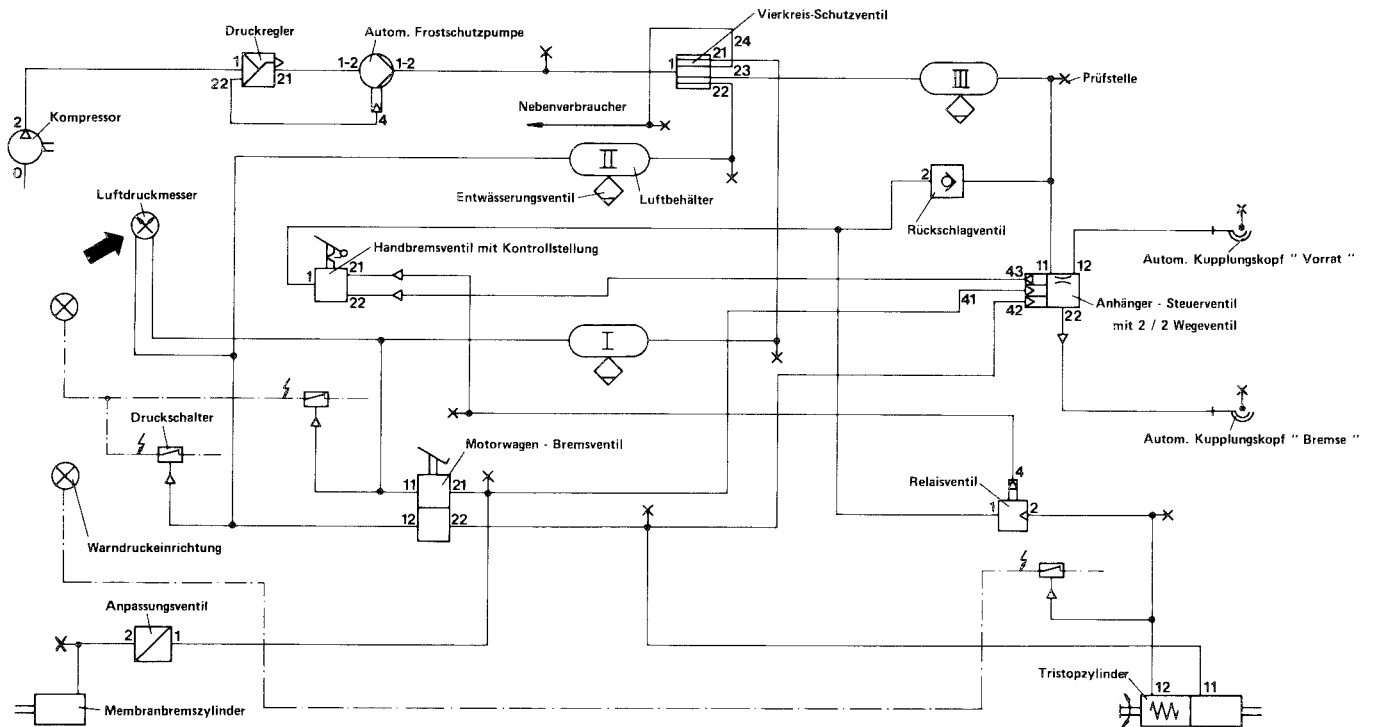 Vierkreis-Schutzventil
Druckregler
Autom. Frostschutzpumpe
24
21
1
1-2
1-2
1
23
21
22
22
Prüfstelle
III
4
Nebenverbraucher
2
Kompressor
0
II
2
Entwässerungsventil
Luftbehälter
Luftdruckmesser
Rückschlagventil
Handbremsventil mit Kontrollstellung
Autom. Kupplungskopf " Vorrat "
1
21
43
11
12
22
41
Anhänger - Steuerventil
42
22
mit 2 / 2 Wegeventil
I
Druckschalter
Motorwagen - Bremsventil
Autom. Kupplungskopf " Bremse "
4
11
21
Relaisventil
1
2
12
22
Warndruckeinrichtung
Anpassungsventil
2
1
Tristopzylinder
12
11
Membranbremszylinder